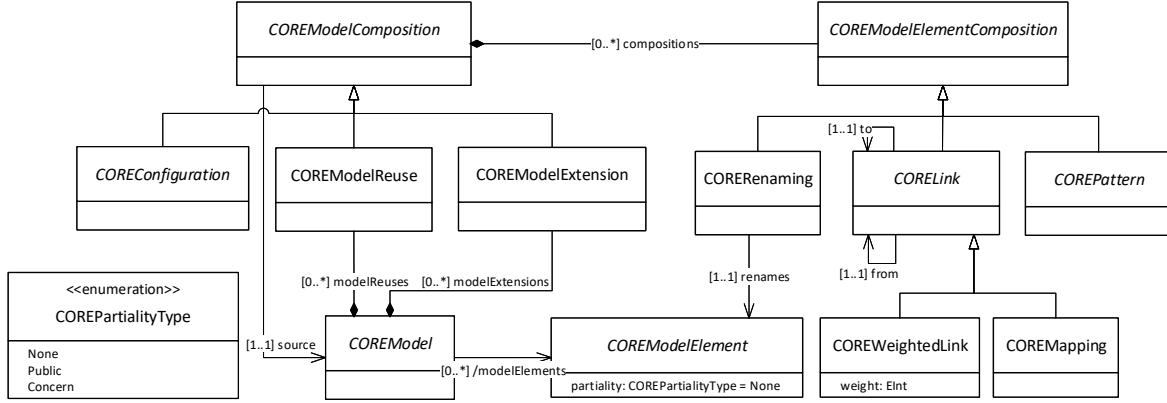 COREModelComposition
[0..*] compositions
COREModelElementComposition
COREConfiguration
COREModelReuse
COREModelExtension
CORERenaming
[1..1] to
CORELink
COREPattern
[1..1] from
[0..*] modelReuses
[0..*] modelExtensions
[1..1] renames
<<enumeration>>
COREPartialityType
None
Public
Concern
[1..1] source
COREModel
[0..*] /modelElements
COREModelElement
partiality: COREPartialityType = None
COREWeightedLink
weight: EInt
COREMapping